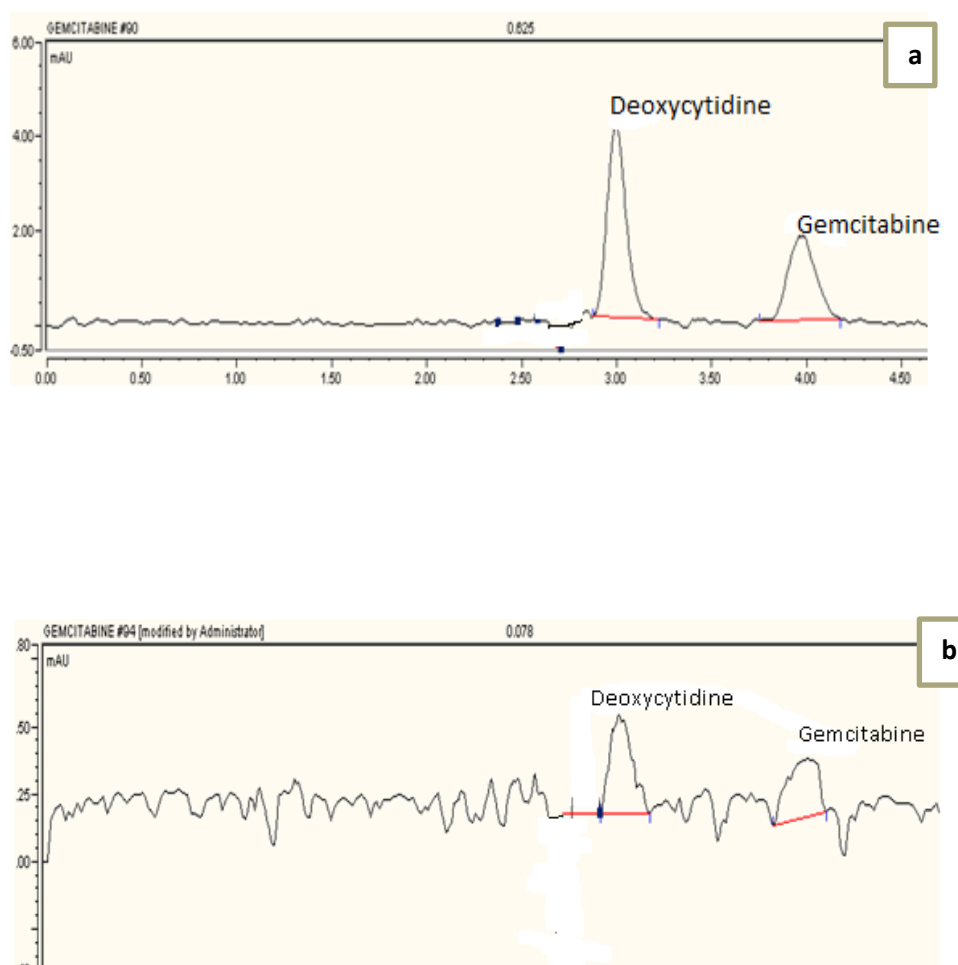 GEMCITABINE #90 0.625
6.00
mAU
a
Deoxycytidine
4.00
Gemcitabine
2.00
-0.50
0.00 0.50 1.00 1.50 2.00 2.50 3.00 3.50 4.00 4.50
GEMCITABINE #94 [modified by Administrator] 0.078
b
.80
mAU
Deoxycytidine
.50
Gemcitabine
.25
.00